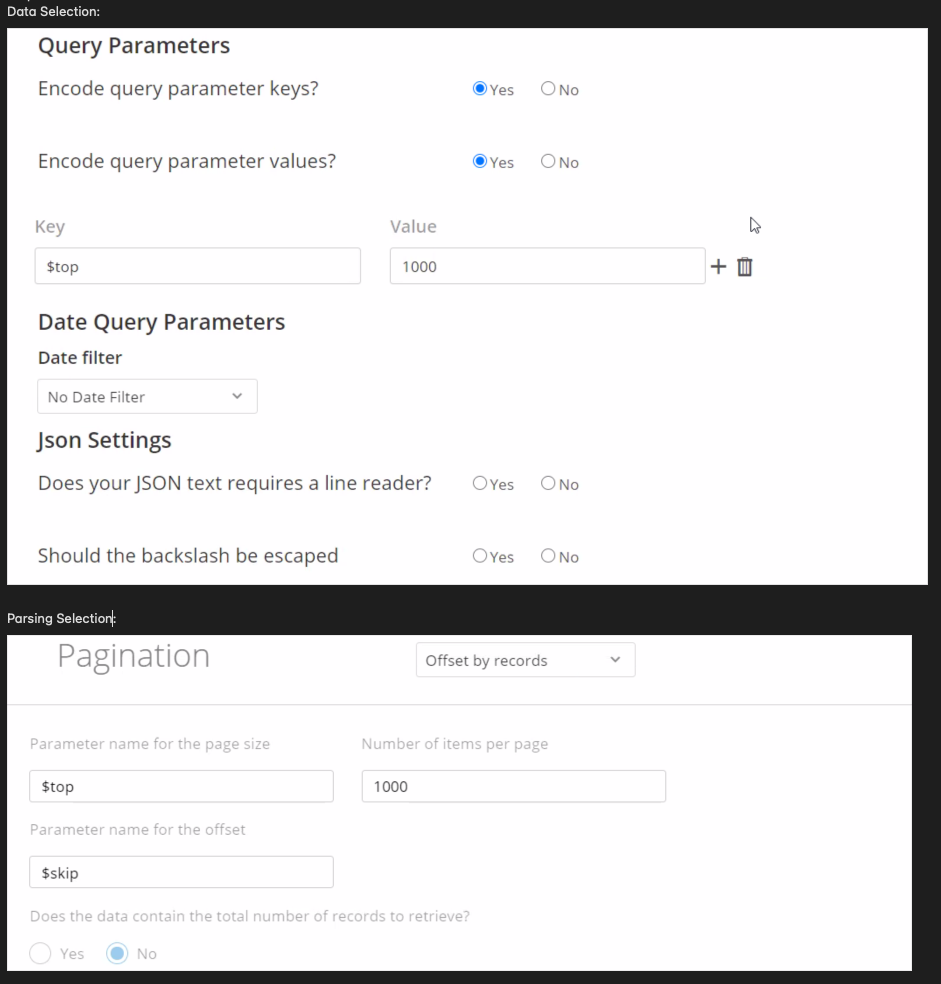 Data Selection:
Query Parameters
Encode query parameter keys? Yes No
Encode query parameter values? Yes No
Key Value
$top 1000
Date Query Parameters
Date filter
No Date Filter
Json Settings
Does your JSON text requires a line reader? Yes No
Should the backslash be escaped Yes No
Parsing Selection:
Pagination Offset by records
Parameter name for the page size Number of items per page
$top 1000
Parameter name for the offset
$skip
Does the data contain the total number of records to retrieve?
Yes No